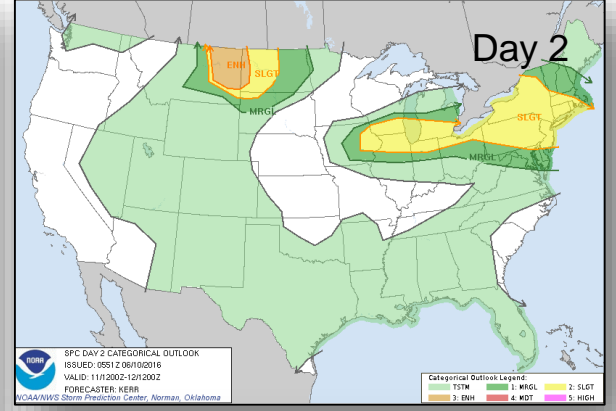 Day 2
ENH
SLGT
MRGL
SLGT
MRGL
NOAA
SPC DAY 2 CATEGORICAL OUTLOOK
ISSUED: 0551Z 06/10/2016
VALID: 11/1200Z-12/1200Z
FORECASTER: KERR
NOAA/NWS Storm Prediction Center, Norman, Oklahoma
Categorical Outlook Legend:
TSTM 1: MRGL 2: SLGT
3: ENH 4: MDT 5: HIGH